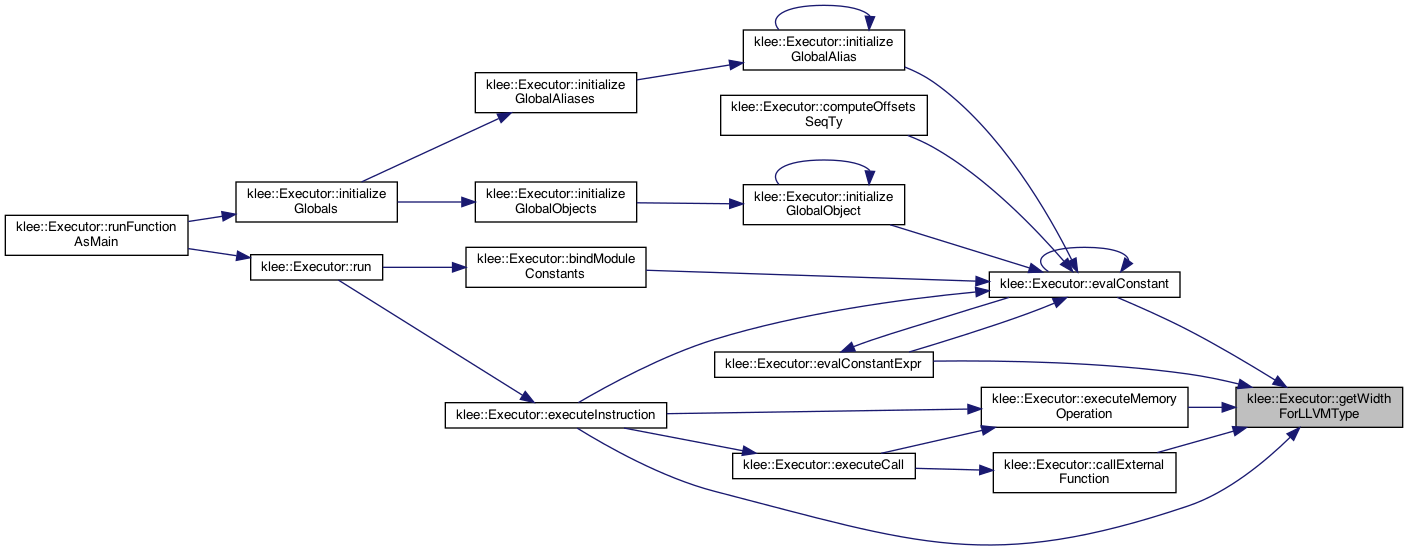 klee::Executor::initialize
GlobalAlias
klee::Executor::initialize
GlobalAliases
klee::Executor::computeOffsets
SeqTy
klee::Executor::initialize
Globals
klee::Executor::initialize
GlobalObjects
klee::Executor::initialize
GlobalObject
klee::Executor::runFunction
AsMain
klee::Executor::run
klee::Executor::bindModule
Constants
klee::Executor::evalConstant
klee::Executor::evalConstantExpr
klee::Executor::executeInstruction
klee::Executor::executeMemory
Operation
klee::Executor::getWidth
ForLLVMType
klee::Executor::executeCall
klee::Executor::callExternal
Function